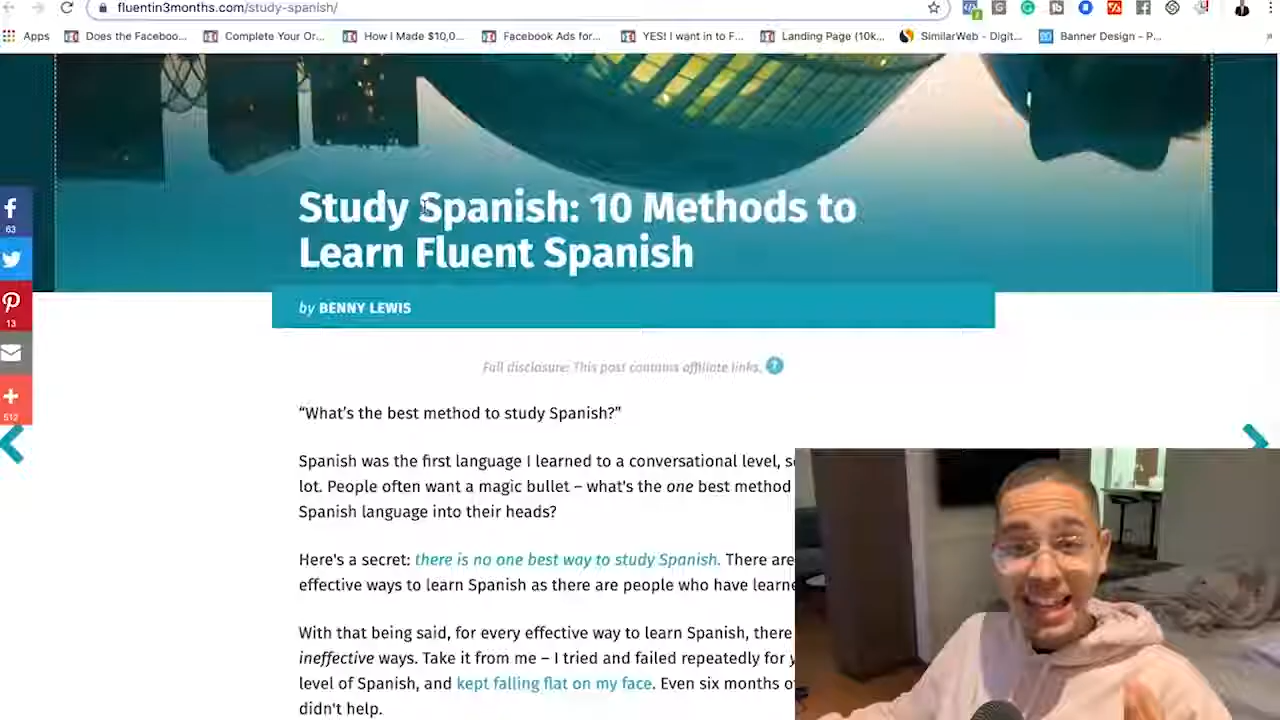 fluentin3months.com/study-spanish/
Apps
Does the Faceboo...
Complete Your Or...
How I Made $10,0...
Facebook Ads for...
YES! I want in to F...
Landing Page (10k...
SimilarWeb - Digit...
Banner Design - P...
Study Spanish: 10 Methods to
Learn Fluent Spanish
by BENNY LEWIS
63
13
512
Full disclosure: This post contains affiliate links. ?
“What's the best method to study Spanish?”
Spanish was the first language I learned to a conversational level, s
lot. People often want a magic bullet – what's the one best method
Spanish language into their heads?
Here's a secret: there is no one best way to study Spanish. There are
effective ways to learn Spanish as there are people who have learne
With that being said, for every effective way to learn Spanish, there
ineffective ways. Take it from me – I tried and failed repeatedly for y
level of Spanish, and kept falling flat on my face. Even six months o
didn't help.